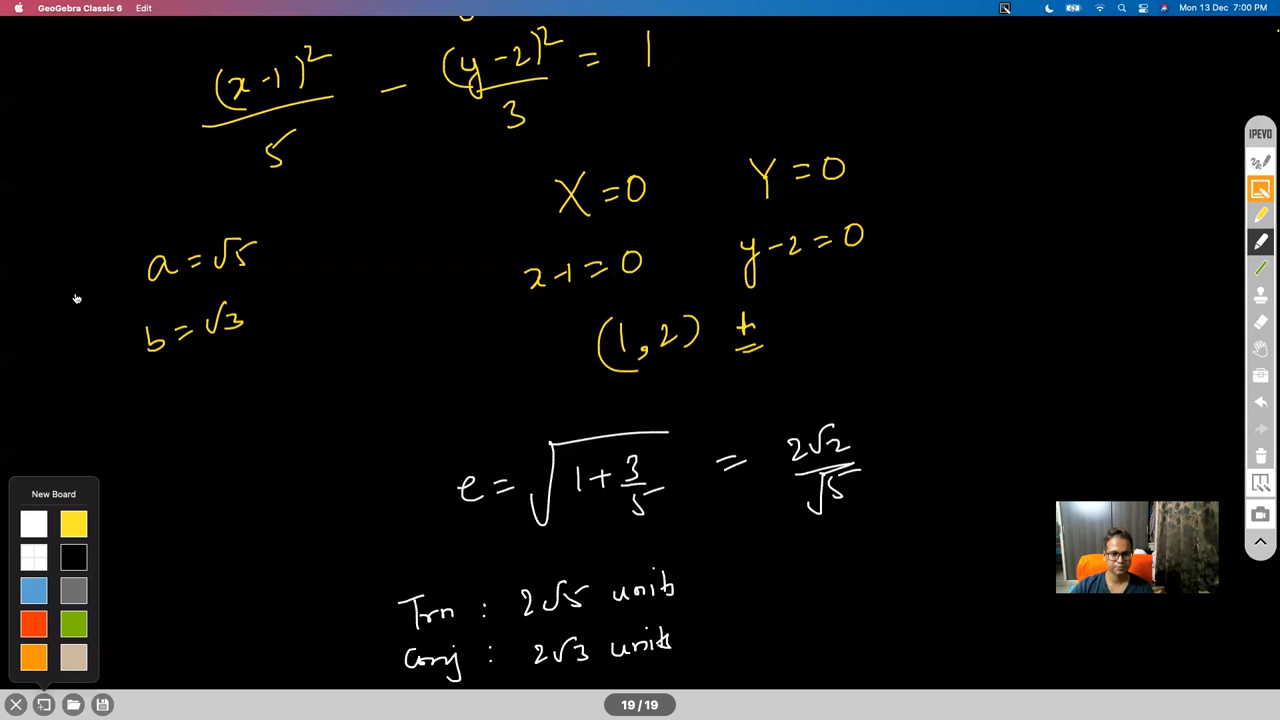 GeoGebra Classic 6 Edit Mon 13 Dec 7:00 PM
(x-1)²/5 - (y-2)²/3 = 1
IPEVO
X=0 Y=0
a=√5 x-1=0 y-2=0
b=√3 (1,2)
e=√(1+3/5) = 2√2/√5
New Board
Trn : 2√5 units
Conj : 2√3 units
19/19